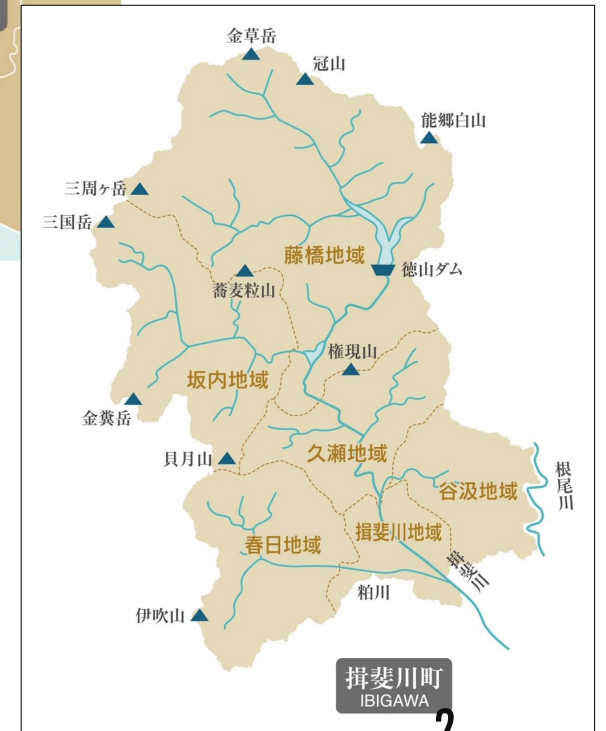 金草岳
冠山
能郷白山
三周ヶ岳
三国岳
藤橋地域
徳山ダム
蕎麦粒山
権現山
坂内地域
金糞岳
久瀬地域
貝月山
根尾川
谷汲地域
揖斐川地域
春日地域
揖斐川
粕川
伊吹山
揖斐川町
IBIGAWA
2